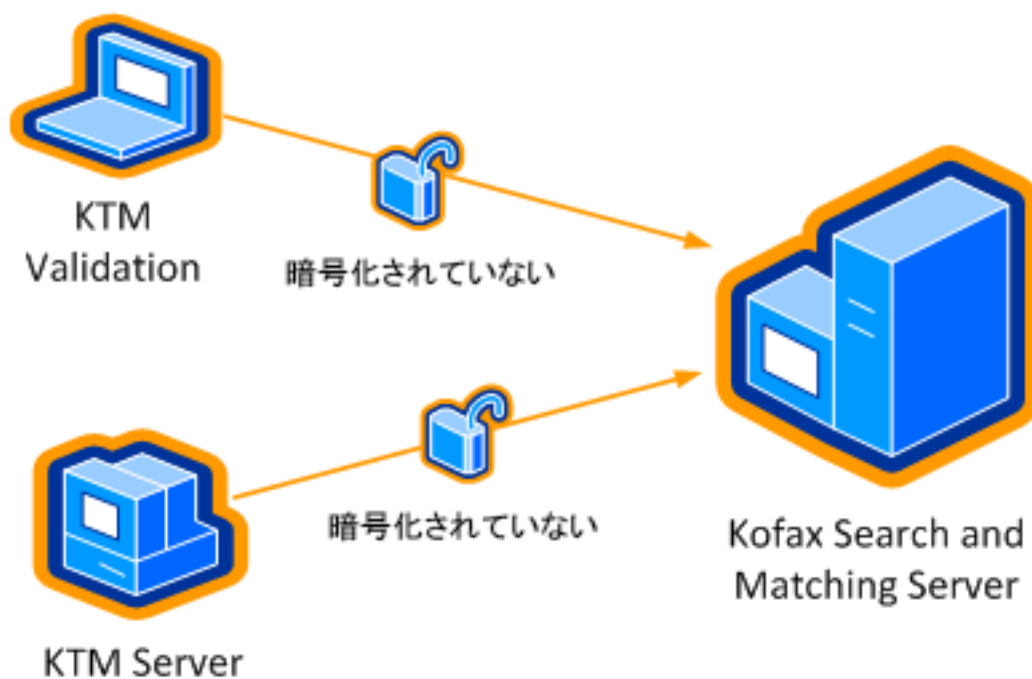 KTM
Validation
暗号化されていない
暗号化されていない
Kofax Search and
Matching Server
KTM Server